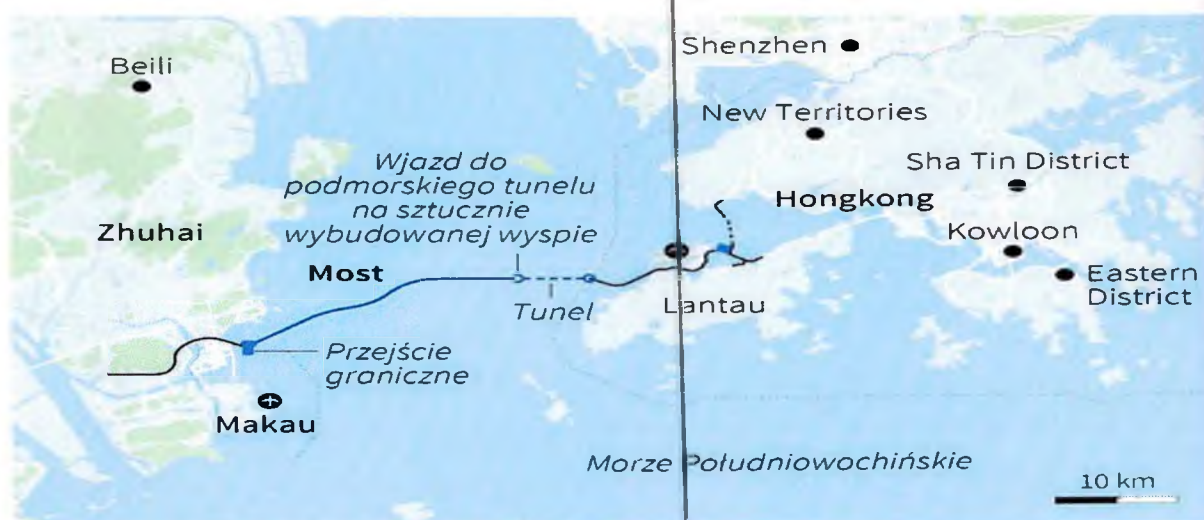 Shenzhen
Beili
New Territories
Sha Tin District
Wjazd do
podmorskiego tunelu
na sztucznie
wybudowanej wyspie
Hongkong
Zhuhai
Kowloon
Most
Eastern
District
Tunel
Lantau
Przejście
graniczne
Makau
Morze Południowochińskie
10 km